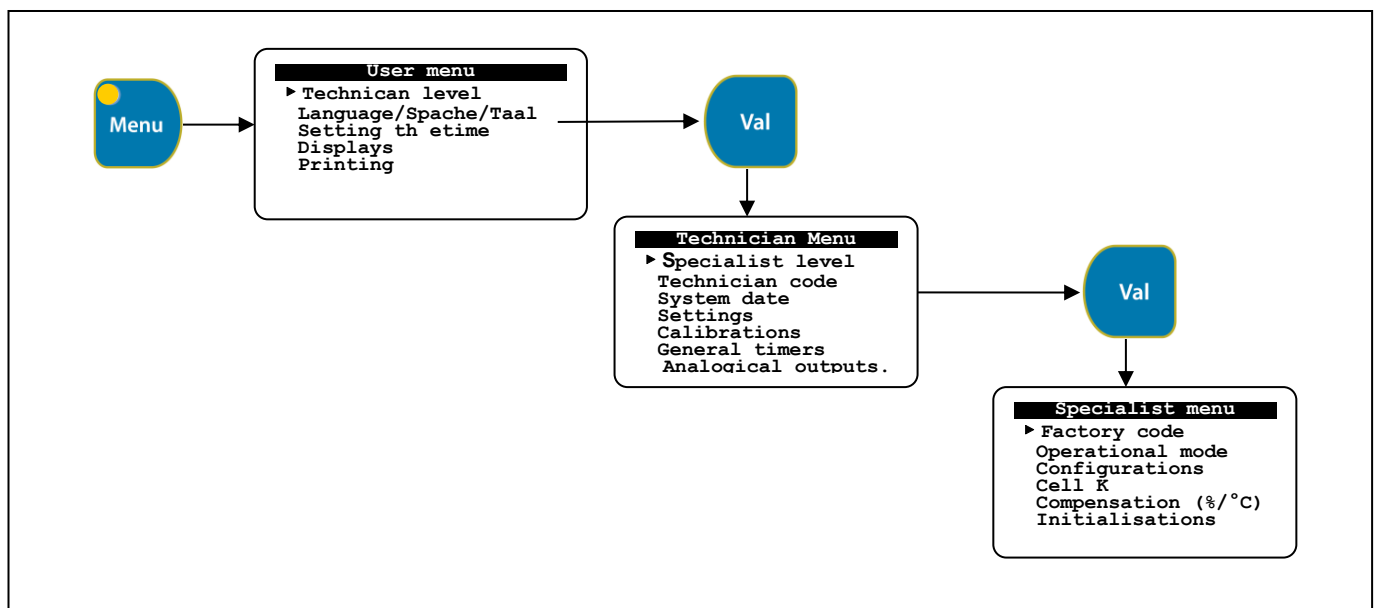 Menu
User menu
Technican level
Language/Spache/Taal
Setting th etime
Displays
Printing
Val
Technician Menu
Specialist level
Technician code
System date
Settings
Calibrations
General timers
Analogical outputs.
Val
Specialist menu
Factory code
Operational mode
Configurations
Cell K
Compensation (%/°C)
Initialisations